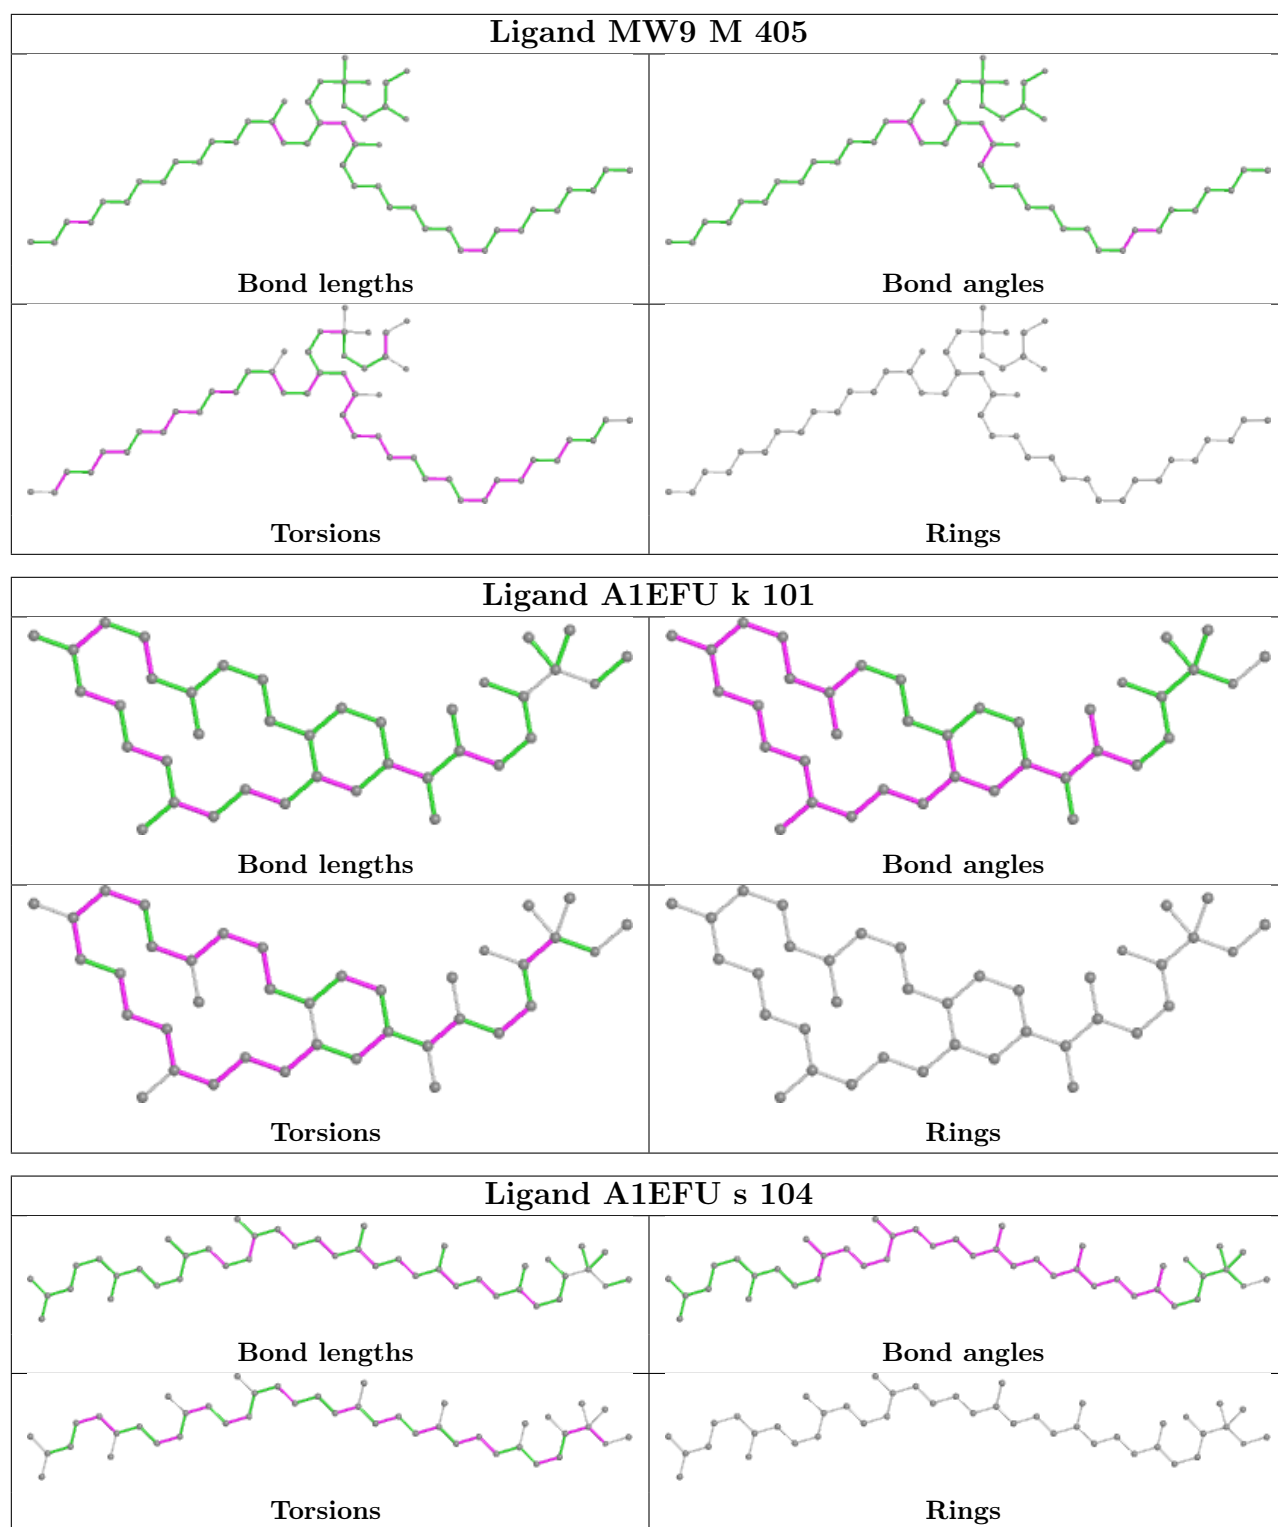 Ligand MW9 M 405
Bond lengths
Bond angles
Torsions
Rings
Ligand A1EFU k 101
Bond lengths
Bond angles
Torsions
Rings
Ligand A1EFU s 104
Bond lengths
Bond angles
Torsions
Rings